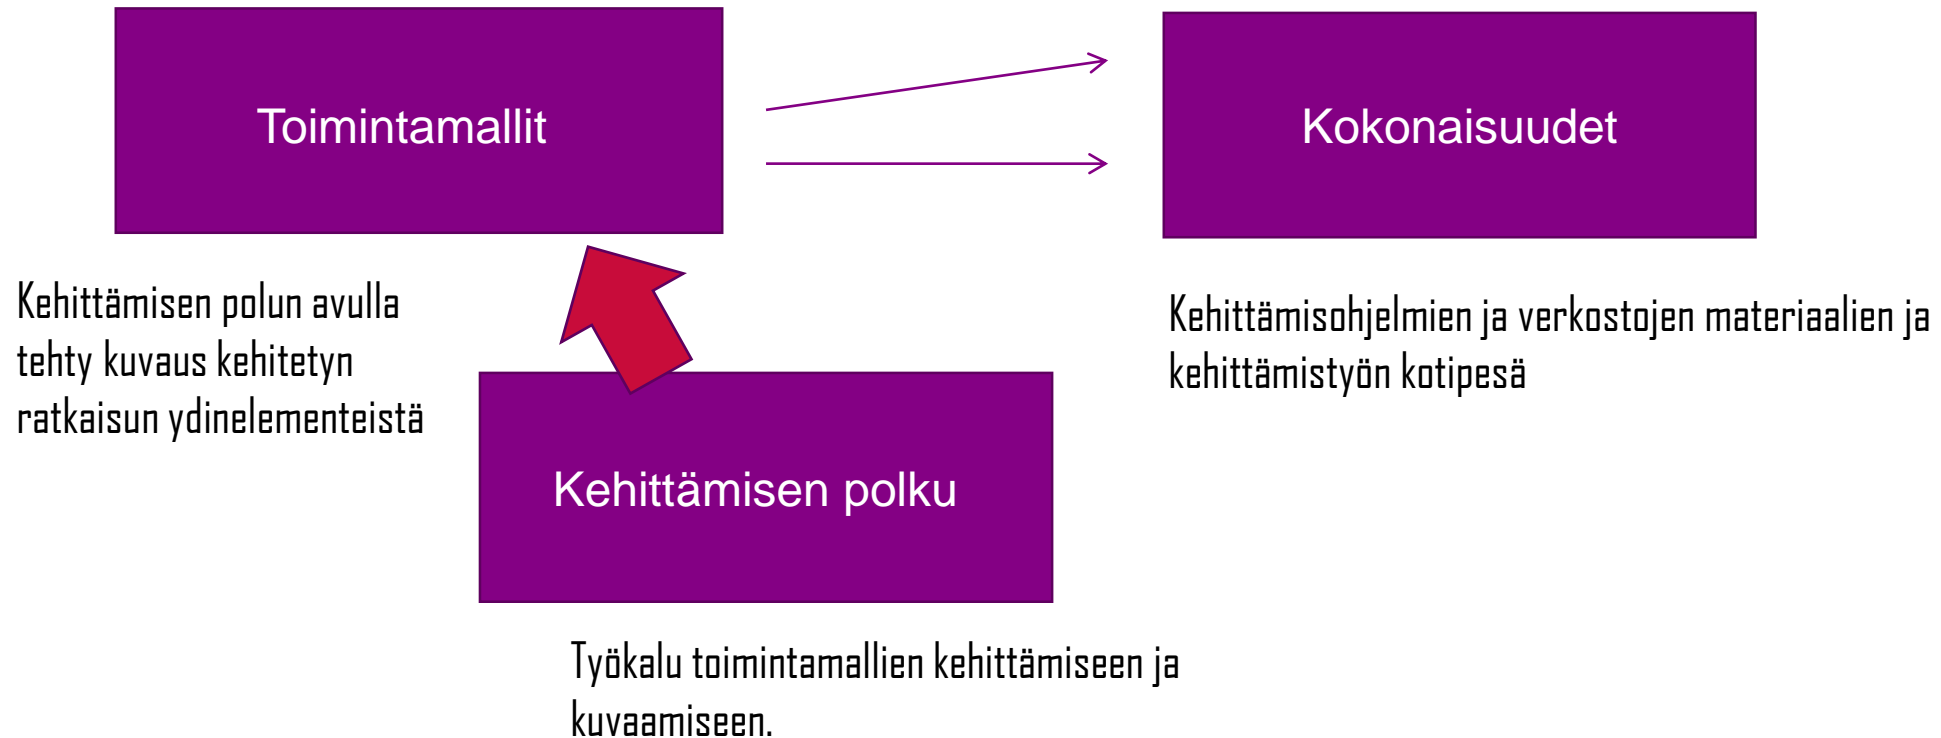 Toimintamallit
Kokonaisuudet
Kehittämisen polun avulla
tehty kuvaus kehitetyn
ratkaisun ydinelementeistä
Kehittämisohjelmien ja verkostojen materiaalien ja
kehittämistyön kotipesä
Kehittämisen polku
Työkalu toimintamallien kehittämiseen ja
kuvaamiseen.